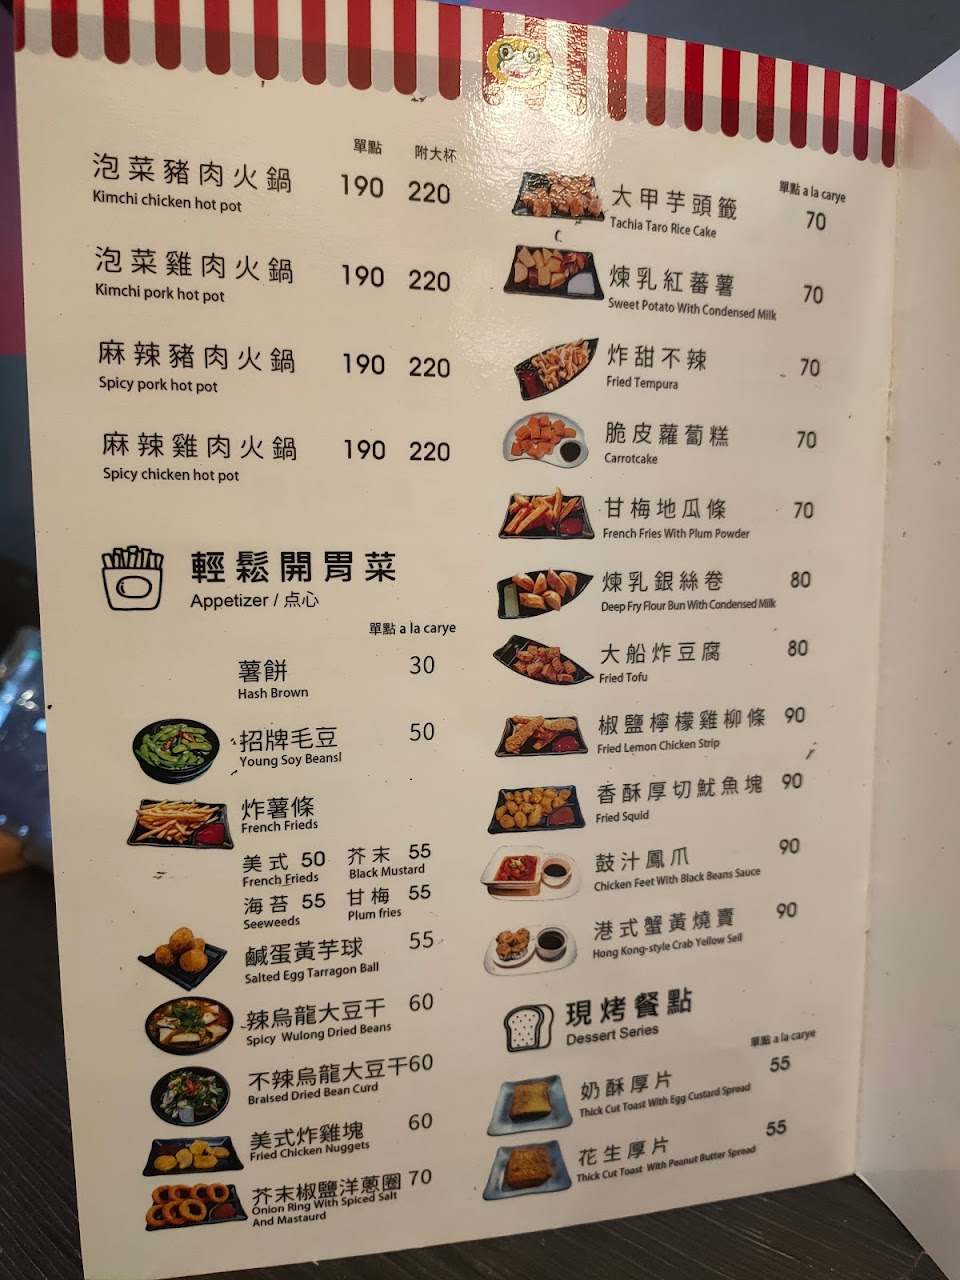 單點 附大杯
泡菜豬肉火鍋 190 220
Kimchi chicken hot pot
泡菜雞肉火鍋 190 220
Kimchi pork hot pot
麻辣豬肉火鍋 190 220
Spicy pork hot pot
麻辣雞肉火鍋 190 220
Spicy chicken hot pot
輕鬆開胃菜
Appetizer / 点心
單點 a la carye
薯餅 30
Hash Brown
招牌毛豆 50
Young Soy Beansl
炸薯條
French Frieds
美式 50 芥末 55
French Frieds Black Mustard
海苔 55 甘梅 55
Seeweeds Plum fries
鹹蛋黃芋球 55
Salted Egg Tarragon Ball
辣烏龍大豆干 60
Spicy Wulong Dried Beans
不辣烏龍大豆干 60
Braised Dried Bean Curd
美式炸雞塊 60
Fried Chicken Nuggets
芥末椒鹽洋蔥圈 70
Onion Ring With Spiced Salt
And Mastaurd
單點 a la carye
大甲芋頭籤 70
Tachia Taro Rice Cake
煉乳紅蕃薯 70
Sweet Potato With Condensed Milk
炸甜不辣 70
Fried Tempura
脆皮蘿蔔糕 70
Carrotcake
甘梅地瓜條 70
French Fries With Plum Powder
煉乳銀絲卷 80
Deep Fry Flour Bun With Condensed Milk
大船炸豆腐 80
Fried Tofu
椒鹽檸檬雞柳條 90
Fried Lemon Chicken Strip
香酥厚切魷魚塊 90
Fried Squid
鼓汁鳳爪 90
Chicken Feet With Black Beans Sauce
港式蟹黃燒賣 90
Hong Kong-style Crab Yellow Seil
現烤餐點
Dessert Series
單點 a la carye
奶酥厚片 55
Thick Cut Toast With Egg Custard Spread
花生厚片 55
Thick Cut Toast With Peanut Butter Spread